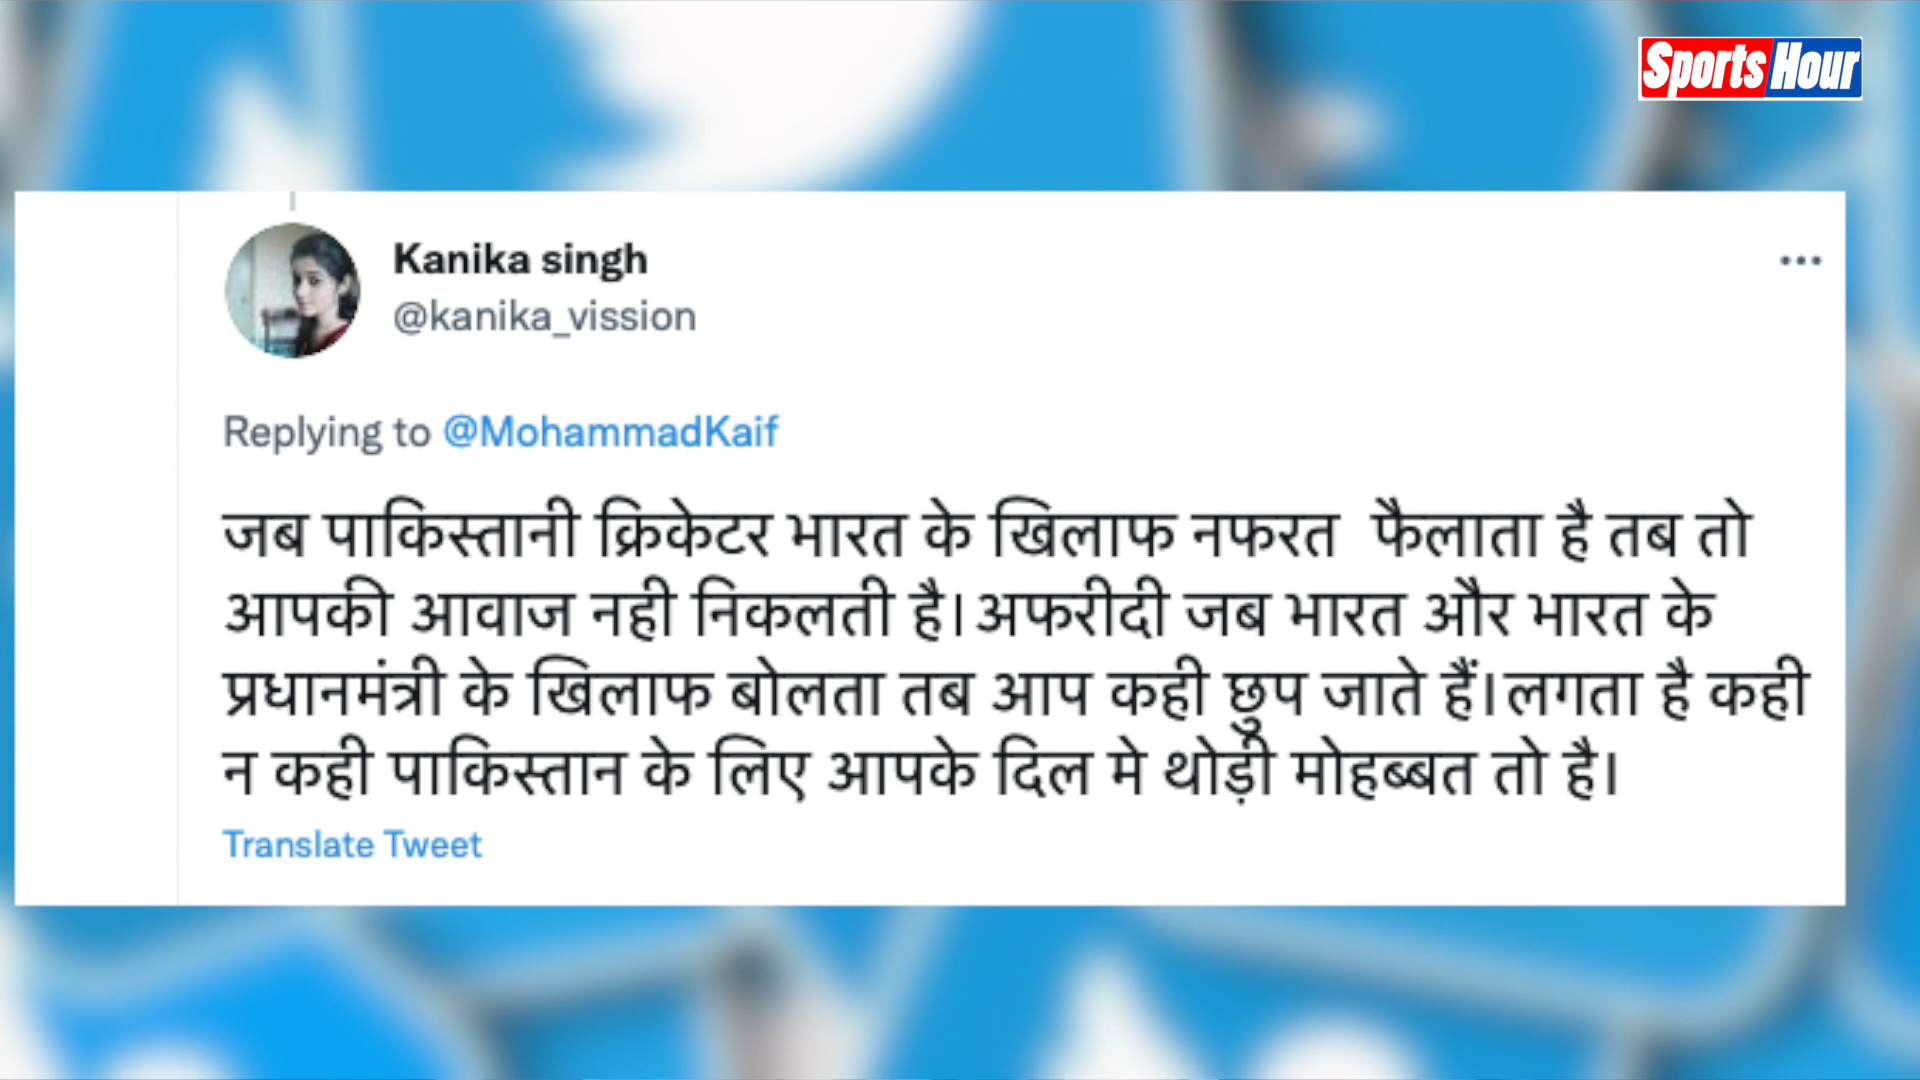 Sports Hour
Kanika singh
@kanika_vission
Replying to @MohammadKaif
जब पाकिस्तानी क्रिकेटर भारत के खिलाफ नफरत  फैलाता है तब तो
आपकी आवाज नही निकलती है। अफरीदी जब भारत और भारत के
प्रधानमंत्री के खिलाफ बोलता तब आप कही छुप जाते हैं।लगता है कही
न कही पाकिस्तान के लिए आपके दिल मे थोड़ी मोहब्बत तो है।
Translate Tweet